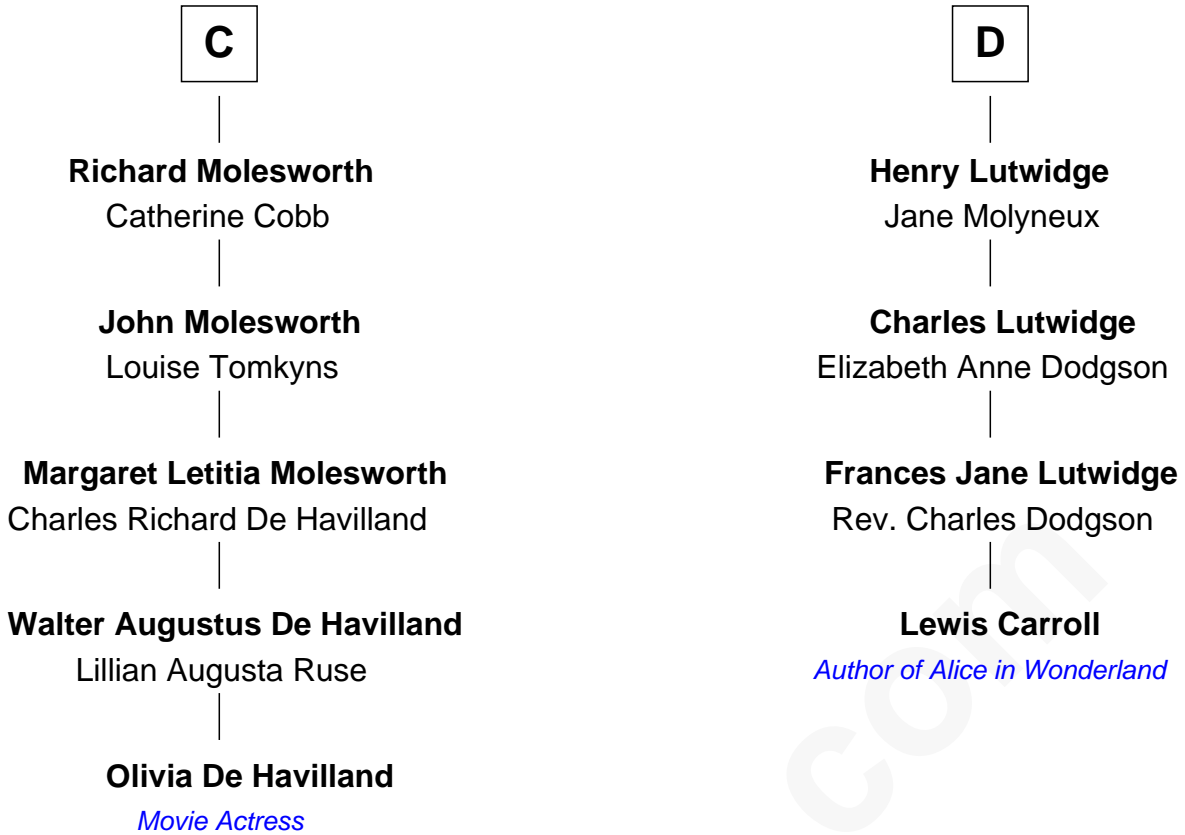 C
Richard Molesworth
Catherine Cobb
John Molesworth
Louise Tomkyns
Margaret Letitia Molesworth
Charles Richard De Havilland
Walter Augustus De Havilland
Lillian Augusta Ruse
Olivia De Havilland
Movie Actress
D
Henry Lutwidge
Jane Molyneux
Charles Lutwidge
Elizabeth Anne Dodgson
Frances Jane Lutwidge
Rev. Charles Dodgson
Lewis Carroll
Author of Alice in Wonderland
com